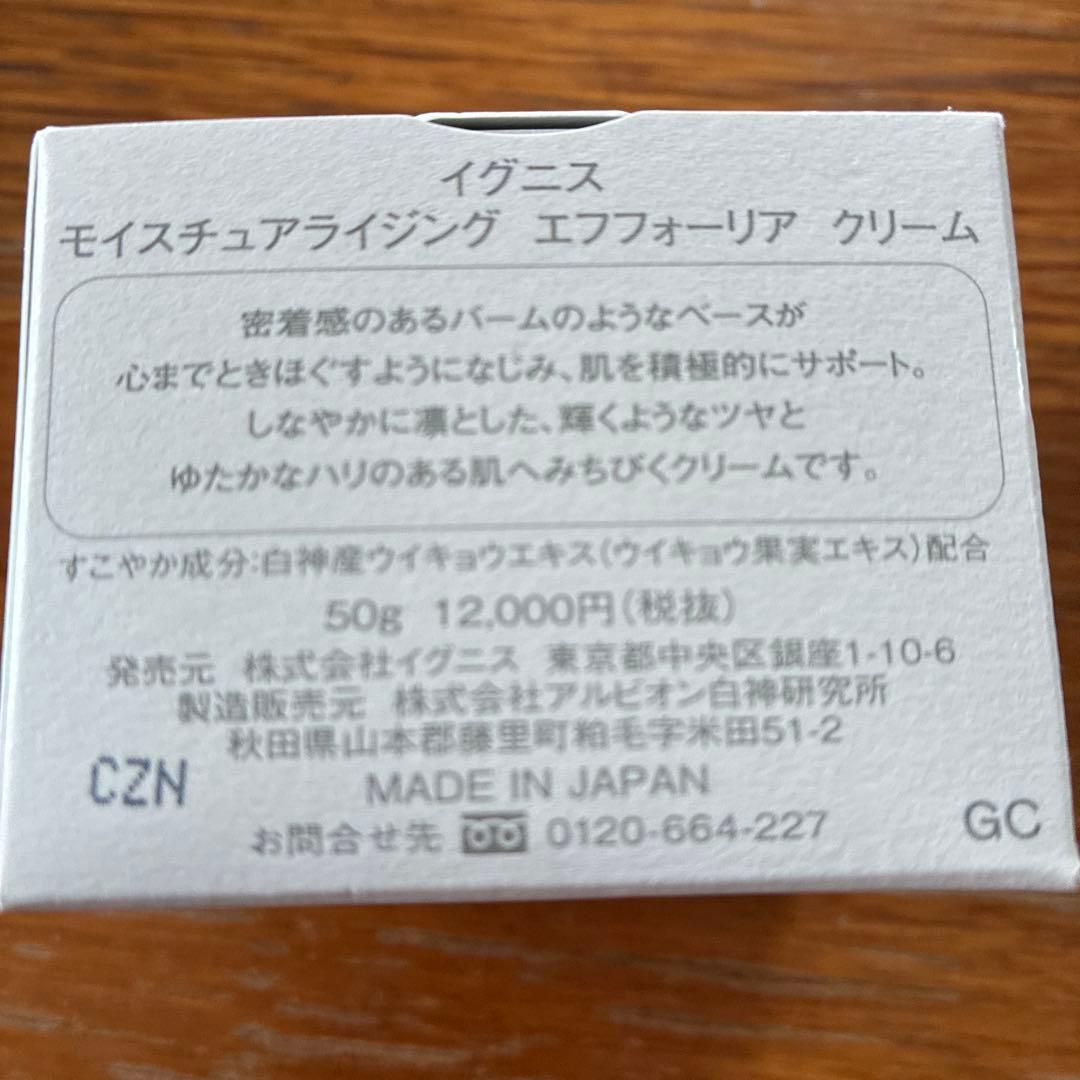 イグニス
モイスチュアライジング エフフォーリア クリーム
密着感のあるバームのようなベースが
心までときほぐすようになじみ、肌を積極的にサポート。
しなやかに凛とした、輝くようなツヤと
ゆたかなハリのある肌へみちびくクリームです。
すこやか成分:白神産ウイキョウエキス(ウイキョウ果実エキス)配合
50g 12,000円(税抜)
発売元 株式会社イグニス 東京都中央区銀座1-10-6
製造販売元 株式会社アルビオン白神研究所
秋田県山本郡藤里町粕毛字米田51-2
CZN
MADE IN JAPAN
GC
お問合せ先 0120-664-227